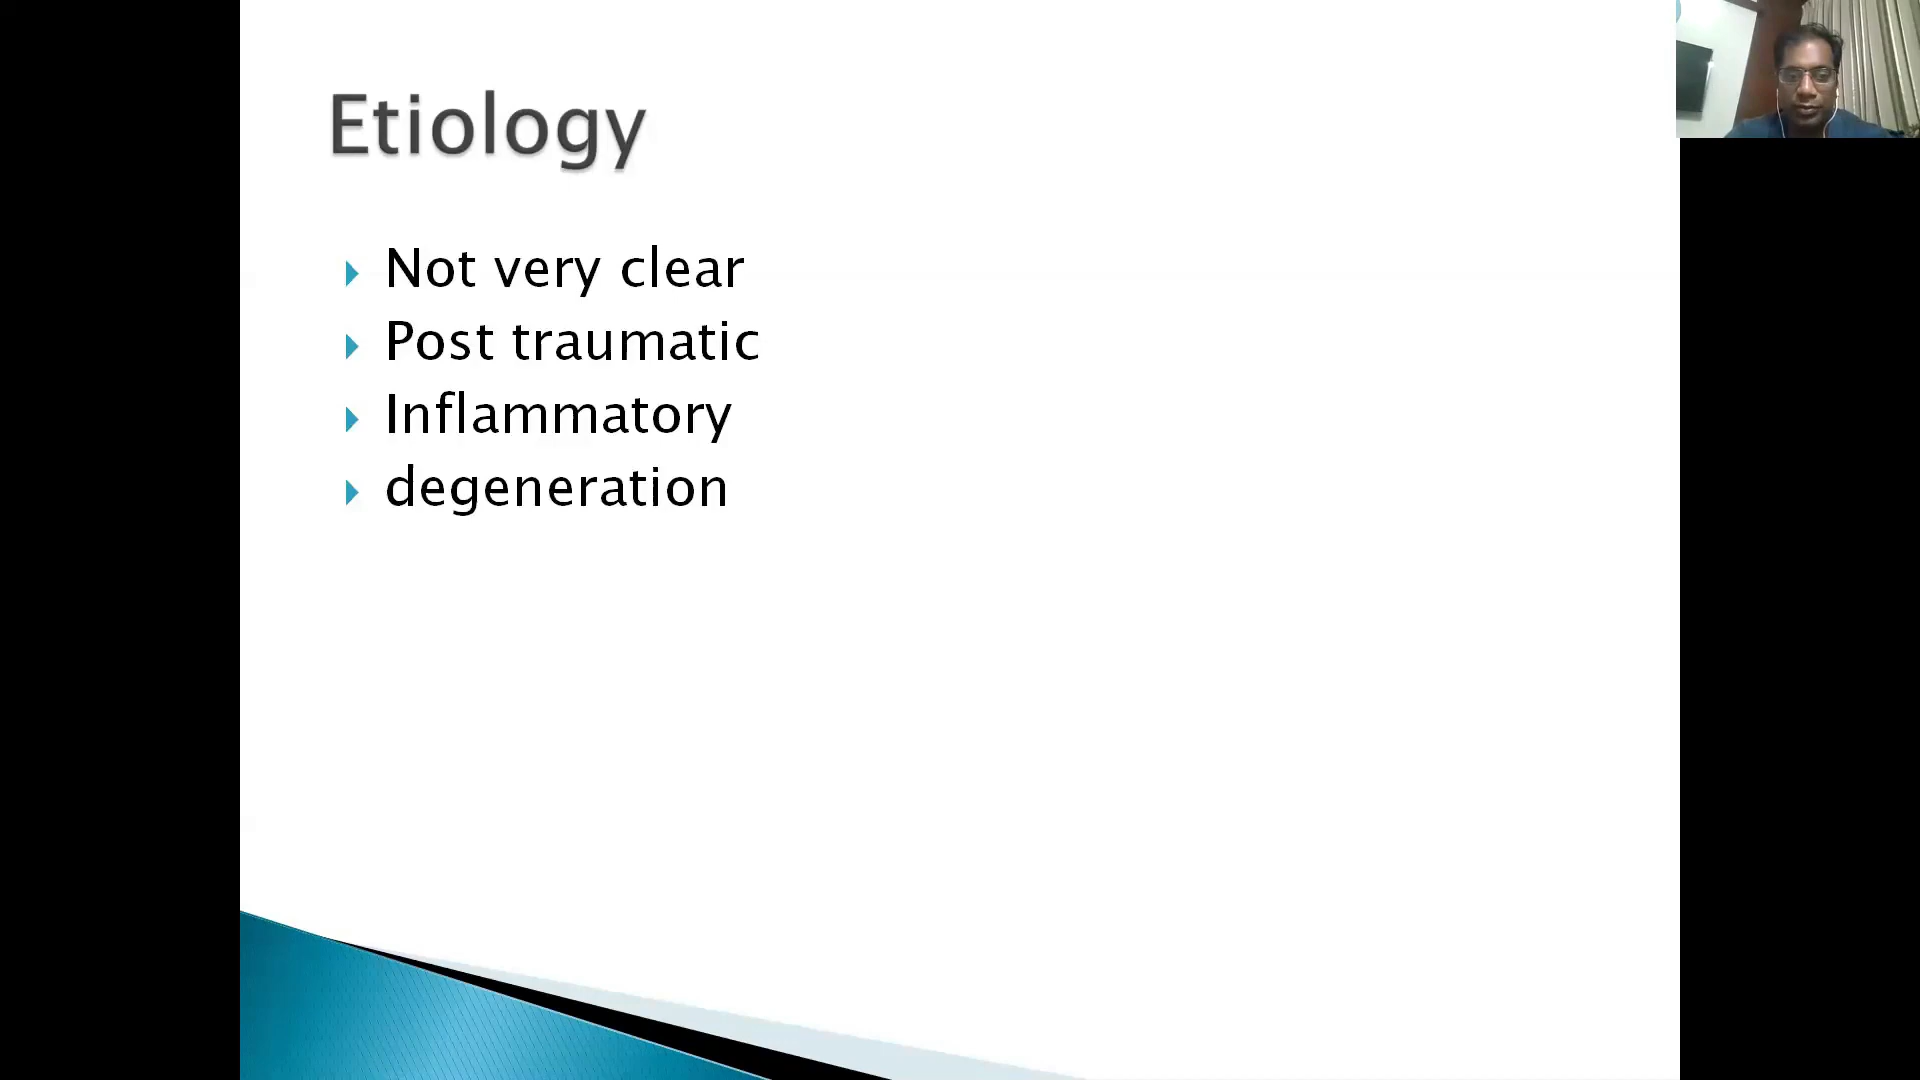 Etiology
Not very clear
Post traumatic
Inflammatory
degeneration